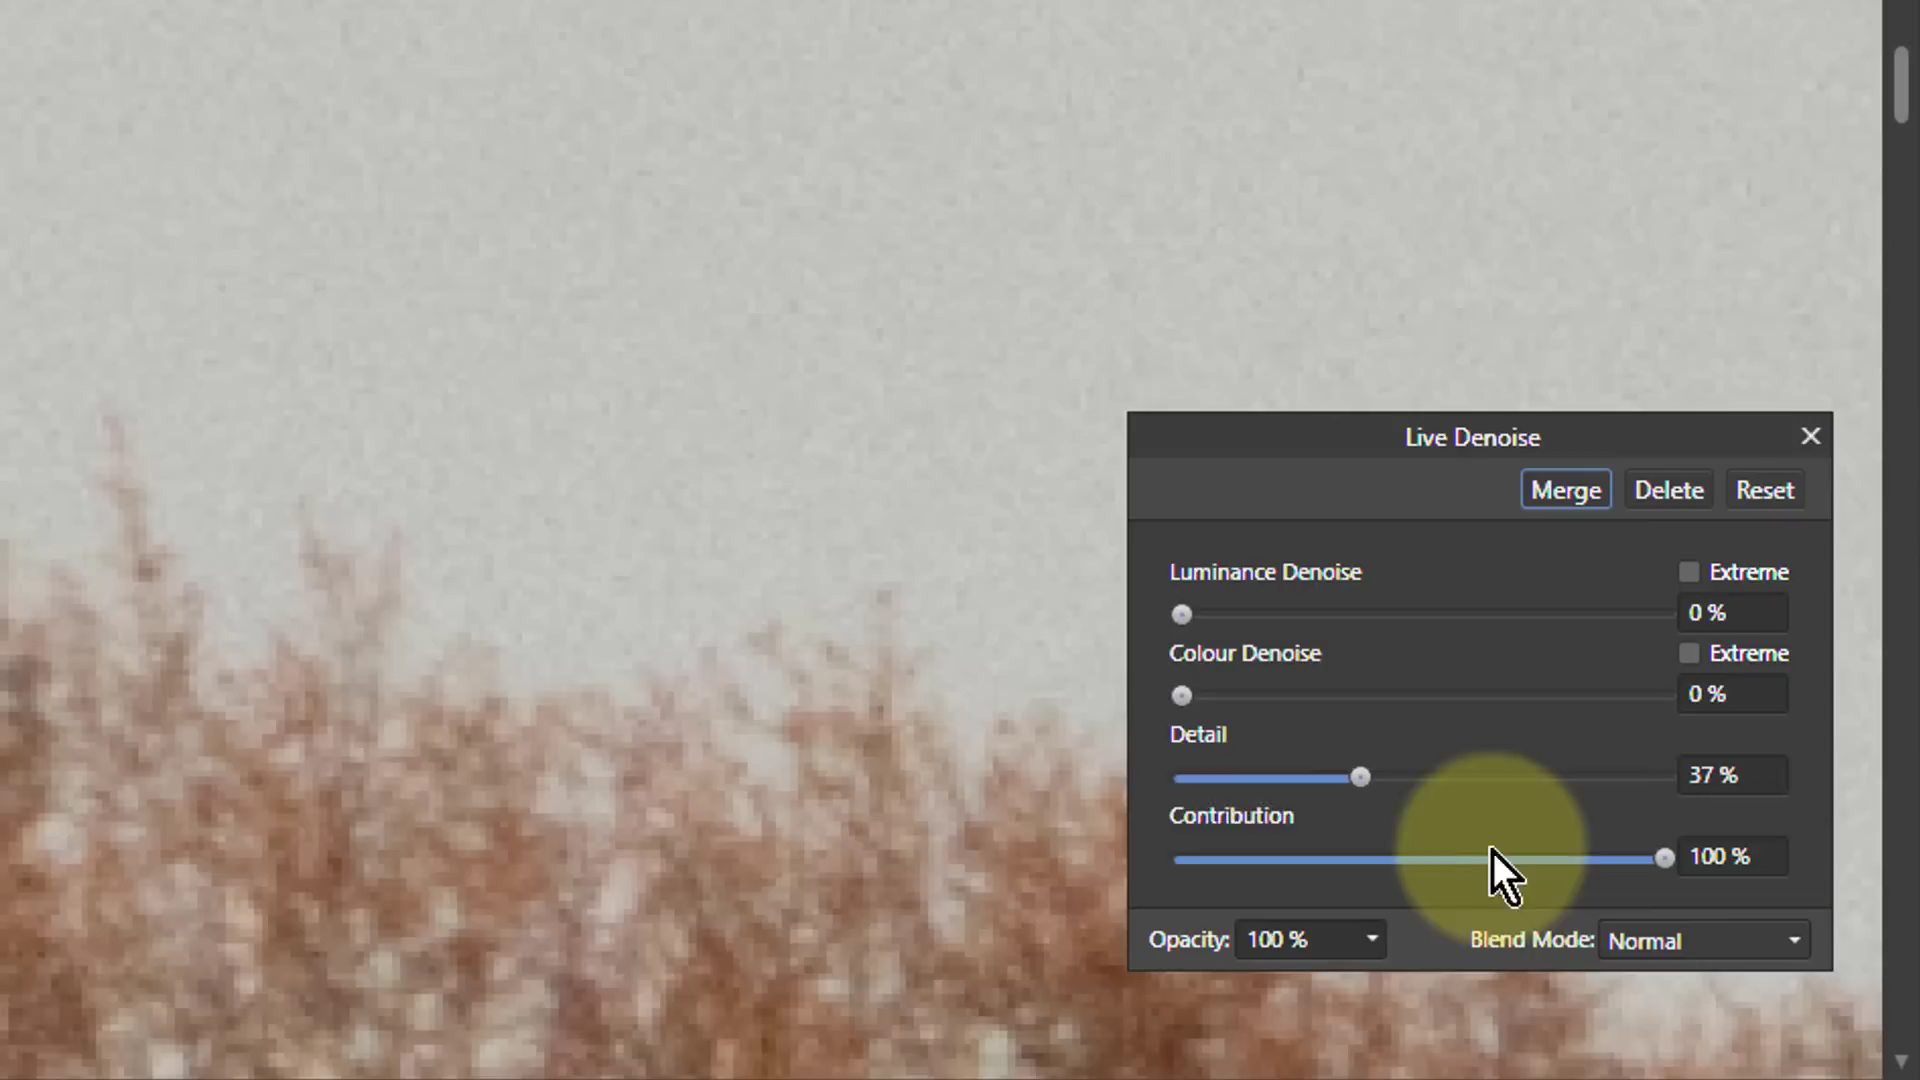 Live Denoise
Merge Delete Reset
Luminance Denoise Extreme
0 %
Colour Denoise Extreme
0 %
Detail
37 %
Contribution
100 %
Opacity: 100 % Blend Mode: Normal